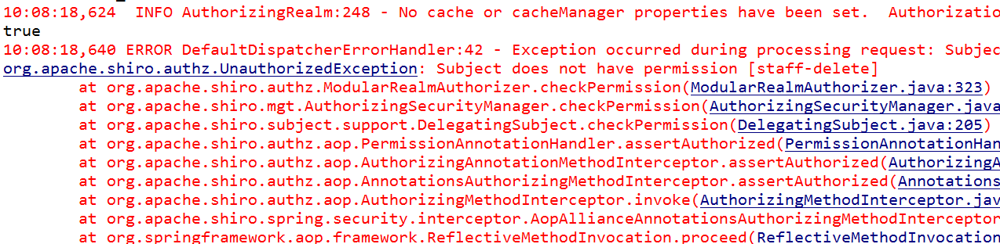 10:08:18,624  INFO AuthorizingRealm:248 - No cache or cacheManager properties have been set.  Authorizatio
true
10:08:18,640 ERROR DefaultDispatcherErrorHandler:42 - Exception occurred during processing request: Subjec
org.apache.shiro.authz.UnauthorizedException: Subject does not have permission [staff-delete]
at org.apache.shiro.authz.ModularRealmAuthorizer.checkPermission(ModularRealmAuthorizer.java:323)
at org.apache.shiro.mgt.AuthorizingSecurityManager.checkPermission(AuthorizingSecurityManager.java
at org.apache.shiro.subject.support.DelegatingSubject.checkPermission(DelegatingSubject.java:205)
at org.apache.shiro.authz.aop.PermissionAnnotationHandler.assertAuthorized(PermissionAnnotationHan
at org.apache.shiro.authz.aop.AuthorizingAnnotationMethodInterceptor.assertAuthorized(AuthorizingA
at org.apache.shiro.authz.aop.AnnotationsAuthorizingMethodInterceptor.assertAuthorized(Annotations
at org.apache.shiro.authz.aop.AuthorizingMethodInterceptor.invoke(AuthorizingMethodInterceptor.jav
at org.apache.shiro.spring.security.interceptor.AopAllianceAnnotationsAuthorizingMethodInterceptor
at org.springframework.aop.framework.ReflectiveMethodInvocation.proceed(ReflectiveMethodInvocation